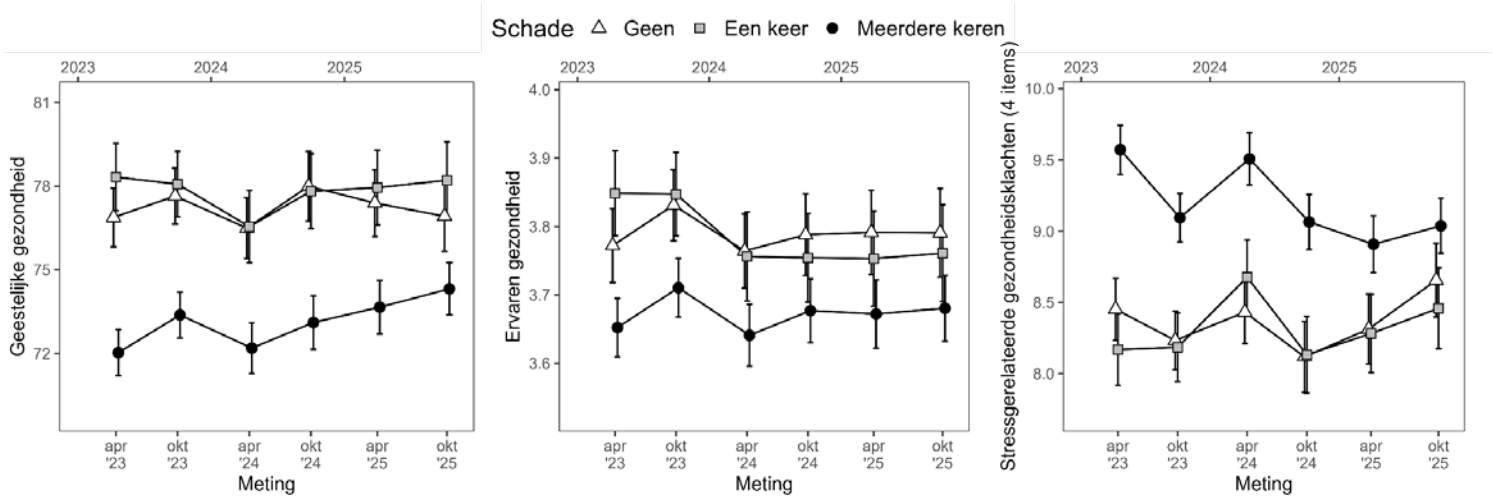 Schade Geen Een keer Meerdere keren
2023 2024 2025
81
78
75
72
Geestelijke gezondheid
apr '23 okt '23 apr '24 okt '24 apr '25 okt '25
Meting
2023 2024 2025
4.0
3.9
3.8
3.7
3.6
Ervaren gezondheid
apr '23 okt '23 apr '24 okt '24 apr '25 okt '25
Meting
2023 2024 2025
10.0
9.5
9.0
8.5
8.0
Stressgerelateerde gezondheidsklachten (4 items)
apr '23 okt '23 apr '24 okt '24 apr '25 okt '25
Meting